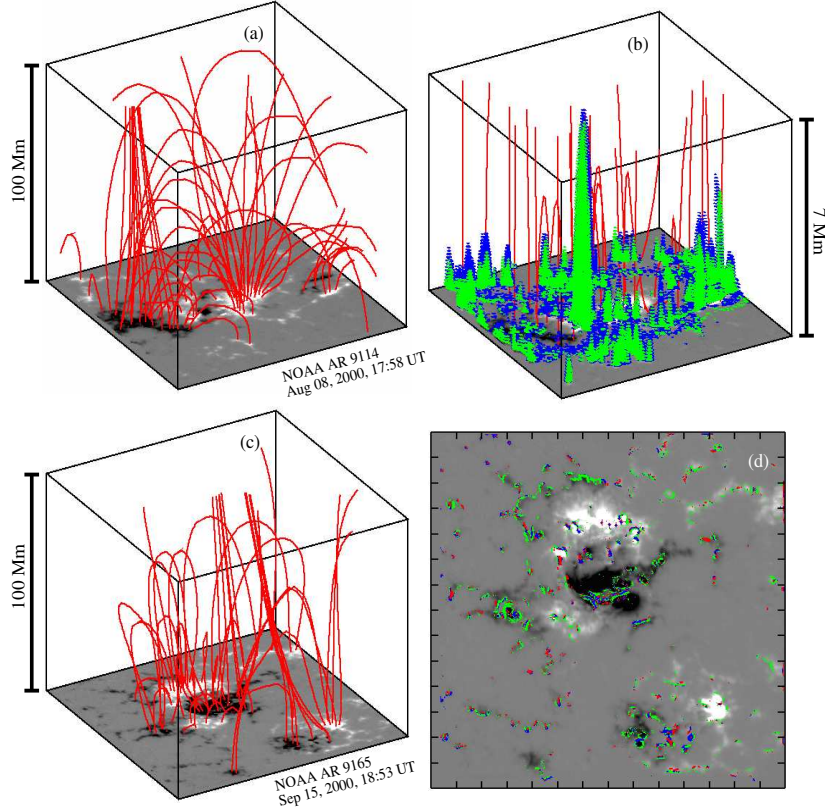 (a)
(b)
100 Mm
7 Mm
NOAA AR 9114
Aug 08, 2000, 17:58 UT
(c)
(d)
100 Mm
NOAA AR 9165
Sep 15, 2000, 18:53 UT